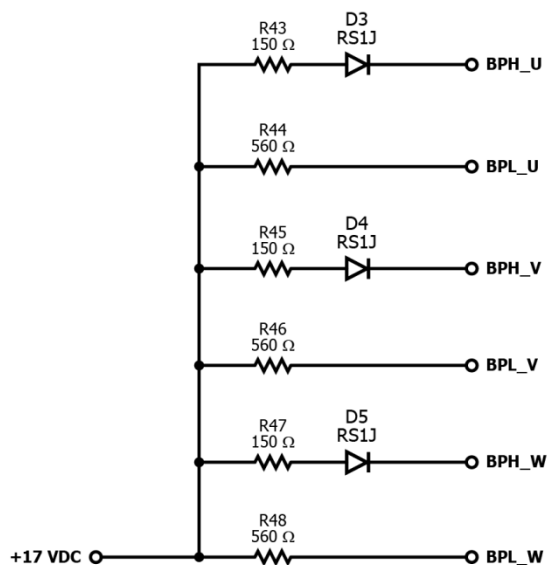 R43
150 Ω
D3
RS1J
BPH_U
R44
560 Ω
BPL_U
R45
150 Ω
D4
RS1J
BPH_V
R46
560 Ω
BPL_V
R47
150 Ω
D5
RS1J
BPH_W
R48
560 Ω
+17 VDC
BPL_W